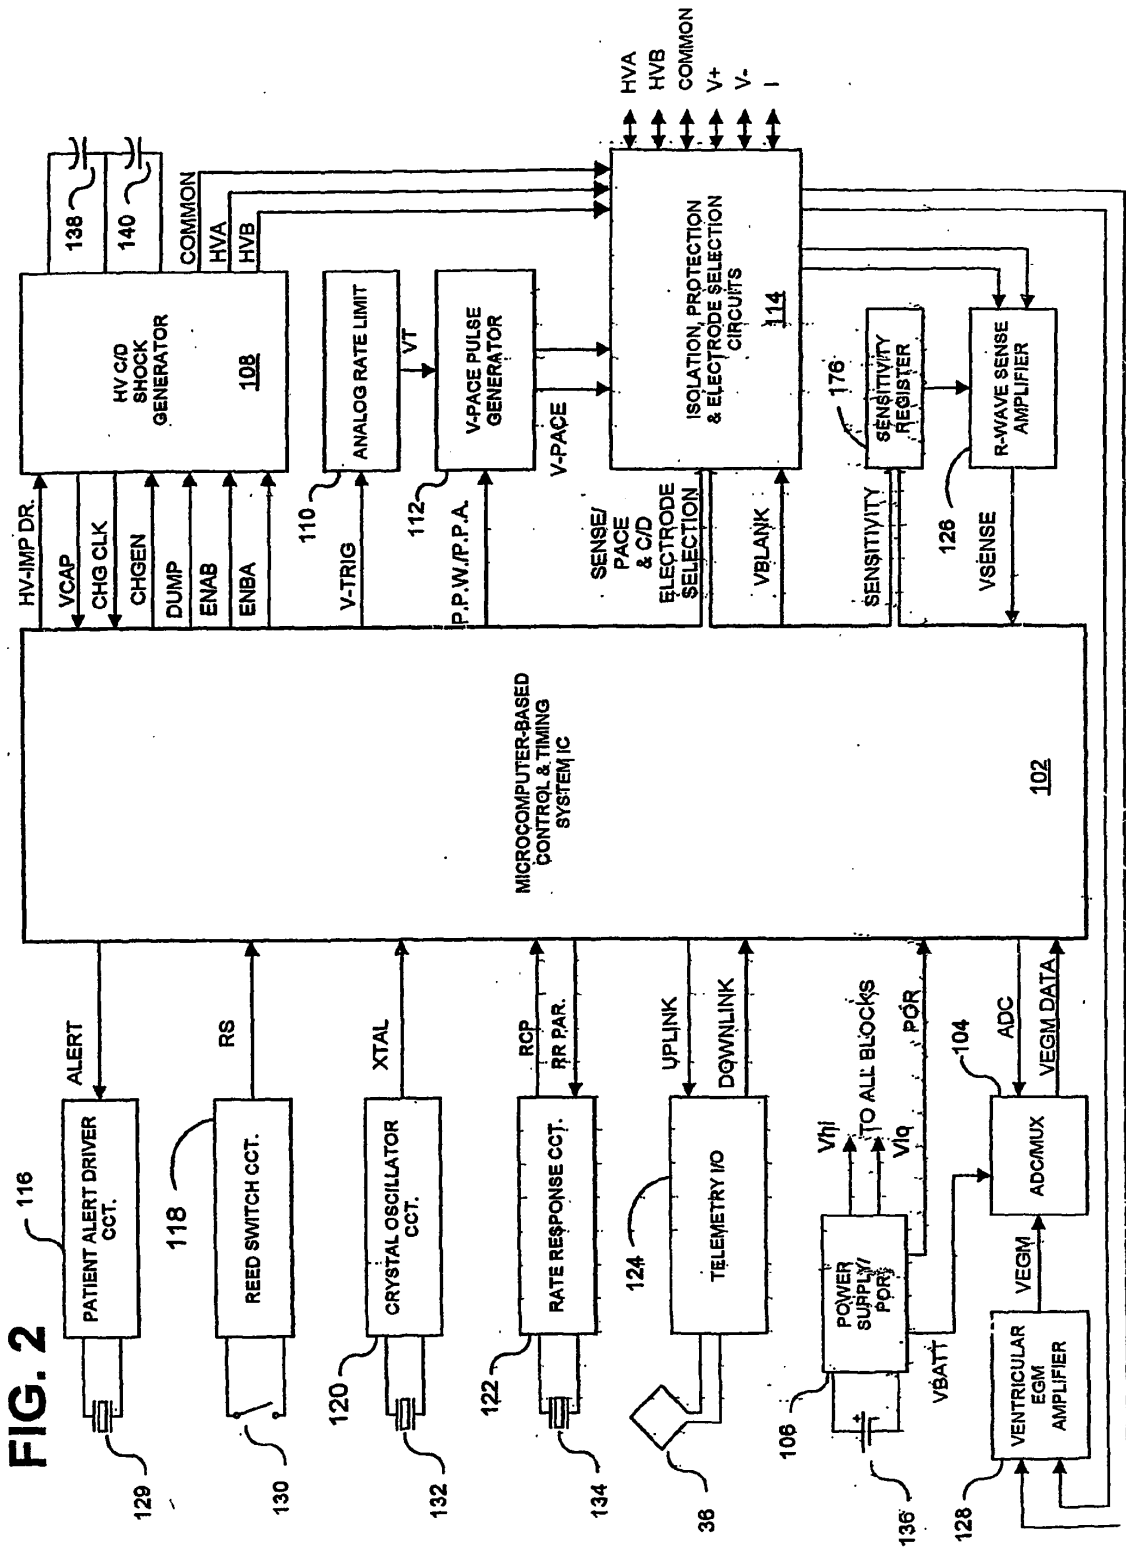 FIG. 2
129
116
PATIENT ALERT DRIVER
CCT.
ALERT
130
118
REED SWITCH CCT.
RS
132
120
CRYSTAL OSCILLATOR
CCT.
XTAL
134
122
RATE RESPONSE CCT.
RCP
RR PAR.
36
124
TELEMETRY I/O
UPLINK
DOWNLINK
136
106
POWER
SUPPLY/
POR
Vhi
Vlo
TO ALL BLOCKS
POR
VBATT
128
VENTRICULAR
EGM
AMPLIFIER
VEGM
104
ADC/MUX
ADC
VEGM DATA
MICROCOMPUTER-BASED
CONTROL & TIMING
SYSTEM IC
102
HV-IMP DR.
VCAP
CHG CLK
CHGEN
DUMP
ENAB
ENBA
HV C/D
SHOCK
GENERATOR
108
138
140
COMMON
HVA
HVB
V-TRIG
110
ANALOG RATE LIMIT
VT
P.P.W./P.P.A.
112
V-PACE PULSE
GENERATOR
V-PACE
SENSE/
PACE
& C/D
ELECTRODE
SELECTION
VBLANK
ISOLATION, PROTECTION
& ELECTRODE SELECTION
CIRCUITS
114
HVA
HVB
COMMON
V+
V-
I
SENSITIVITY
176
SENSITIVITY
REGISTER
VSENSE
126
R-WAVE SENSE
AMPLIFIER